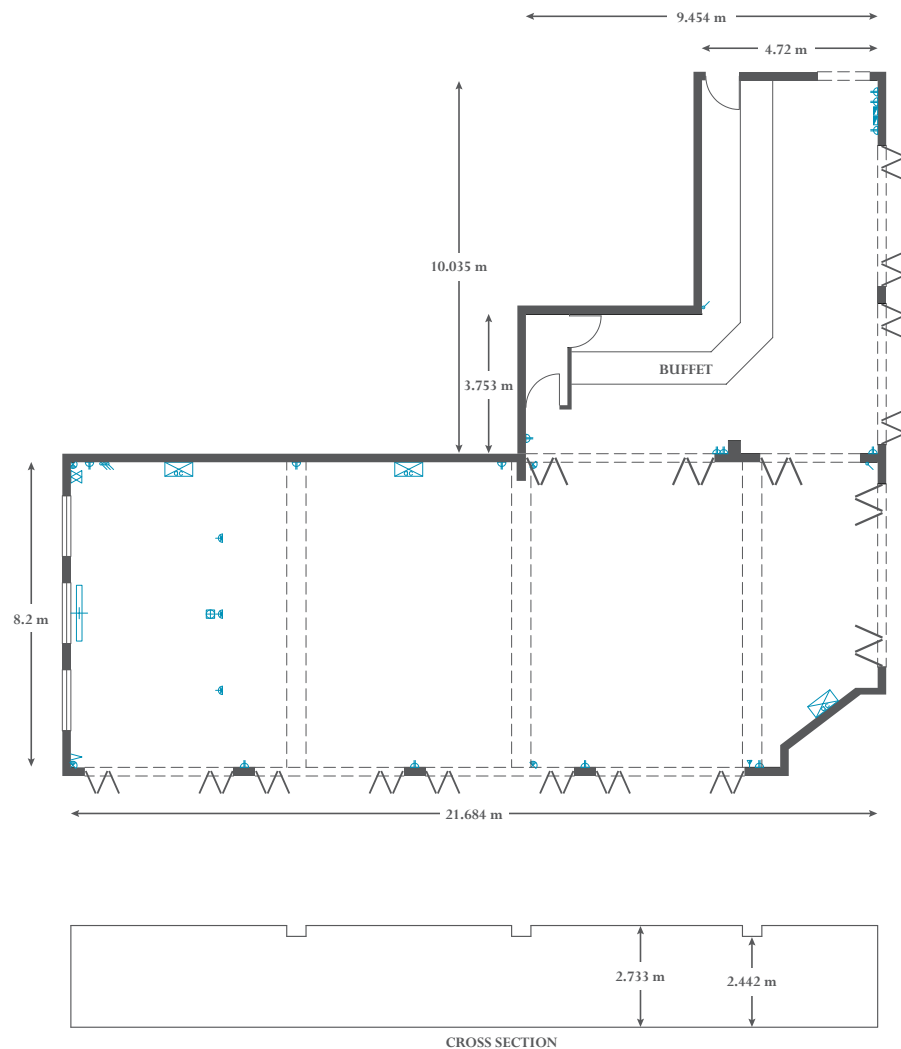 9.454 m
4.72 m
10.035 m
3.753 m
BUFFET
8.2 m
21.684 m
2.733 m
2.442 m
CROSS SECTION